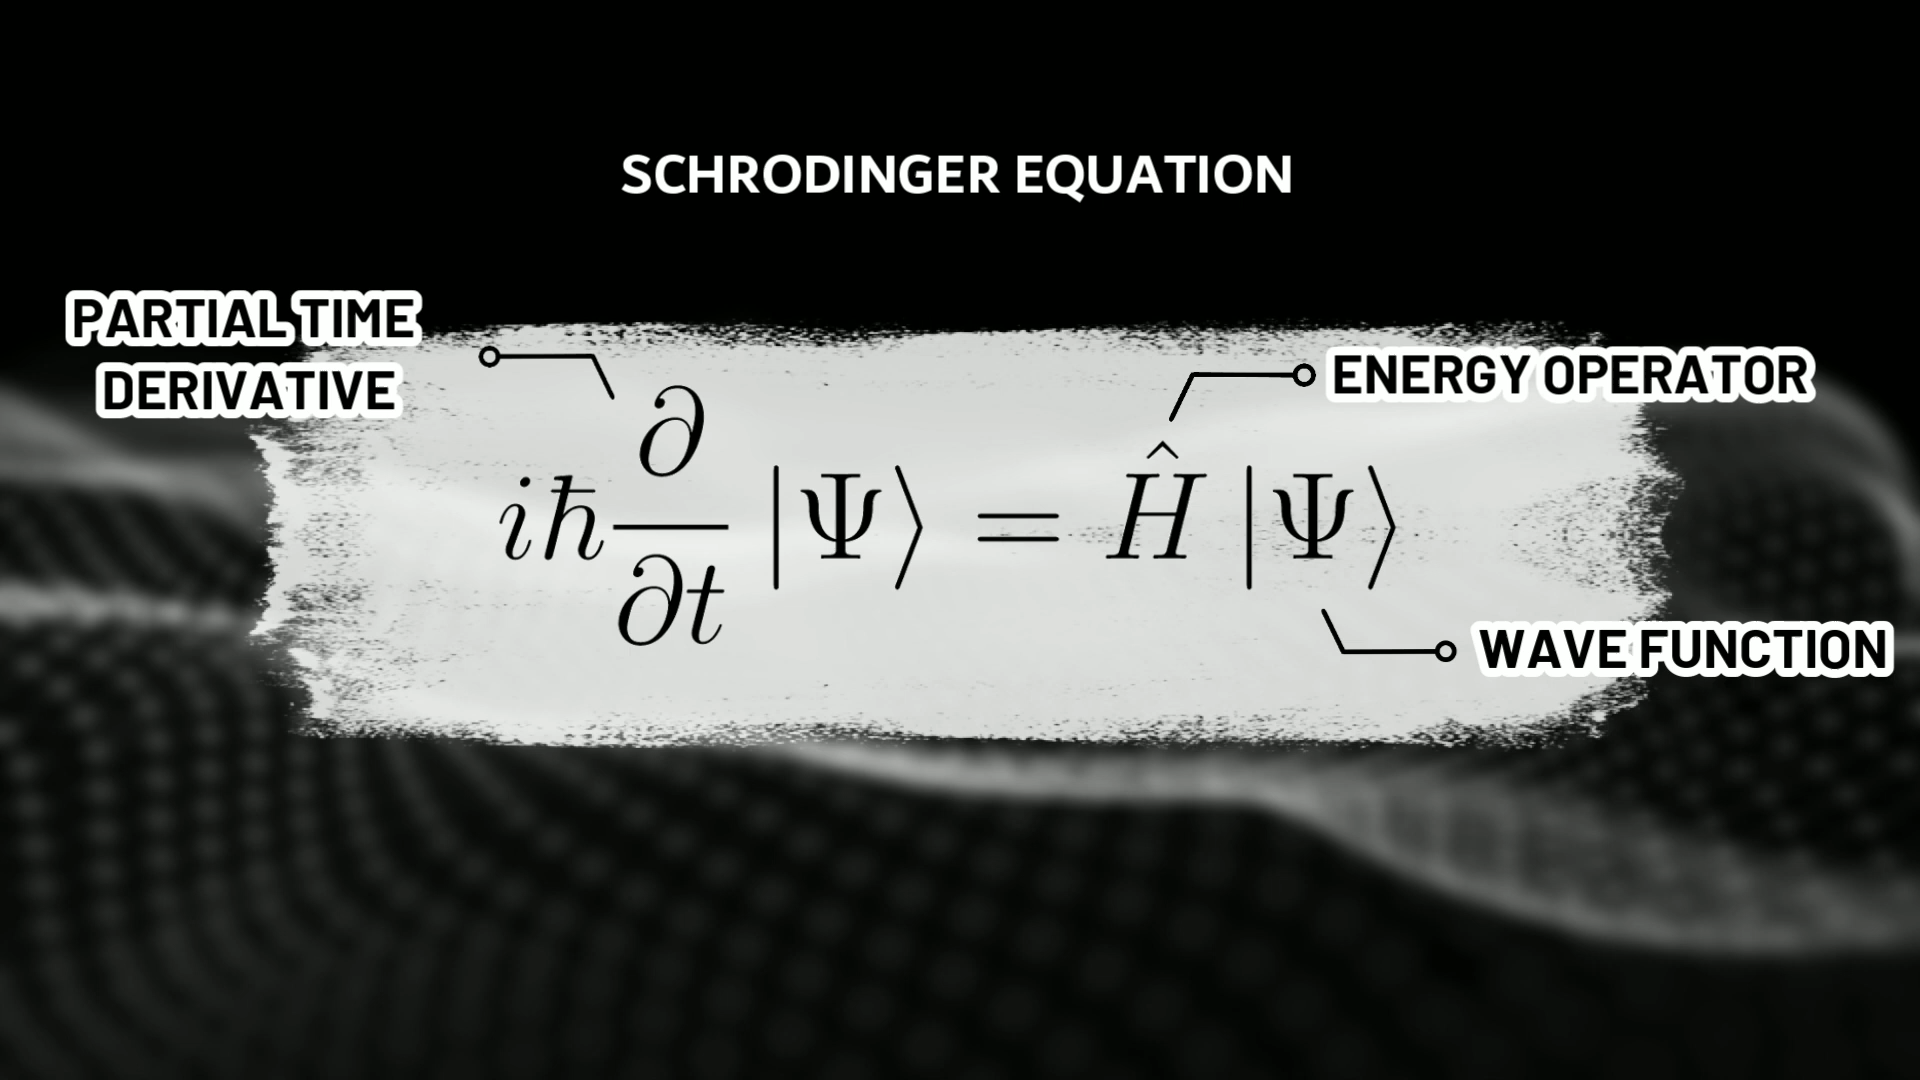 SCHRODINGER EQUATION
PARTIAL TIME
DERIVATIVE
ENERGY OPERATOR
iℏ ∂/∂t |Ψ⟩ = Ĥ |Ψ⟩
WAVE FUNCTION